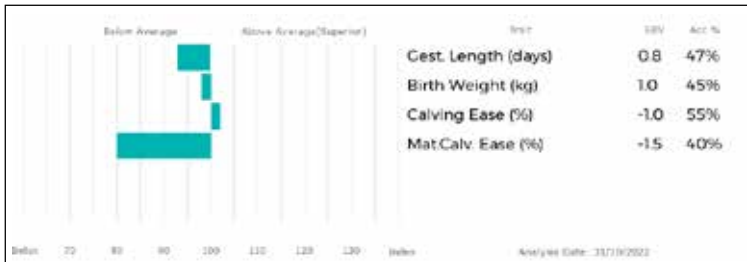 Below Average Above Average(Superior) Trait EBV Acc %
Gest. Length (days) 0.8 47%
Birth Weight (kg) 1.0 45%
Calving Ease (%) -1.0 55%
Mat.Calv. Ease (%) -1.5 40%
Below 70 80 90 100 110 120 130 Index Analysis Date: